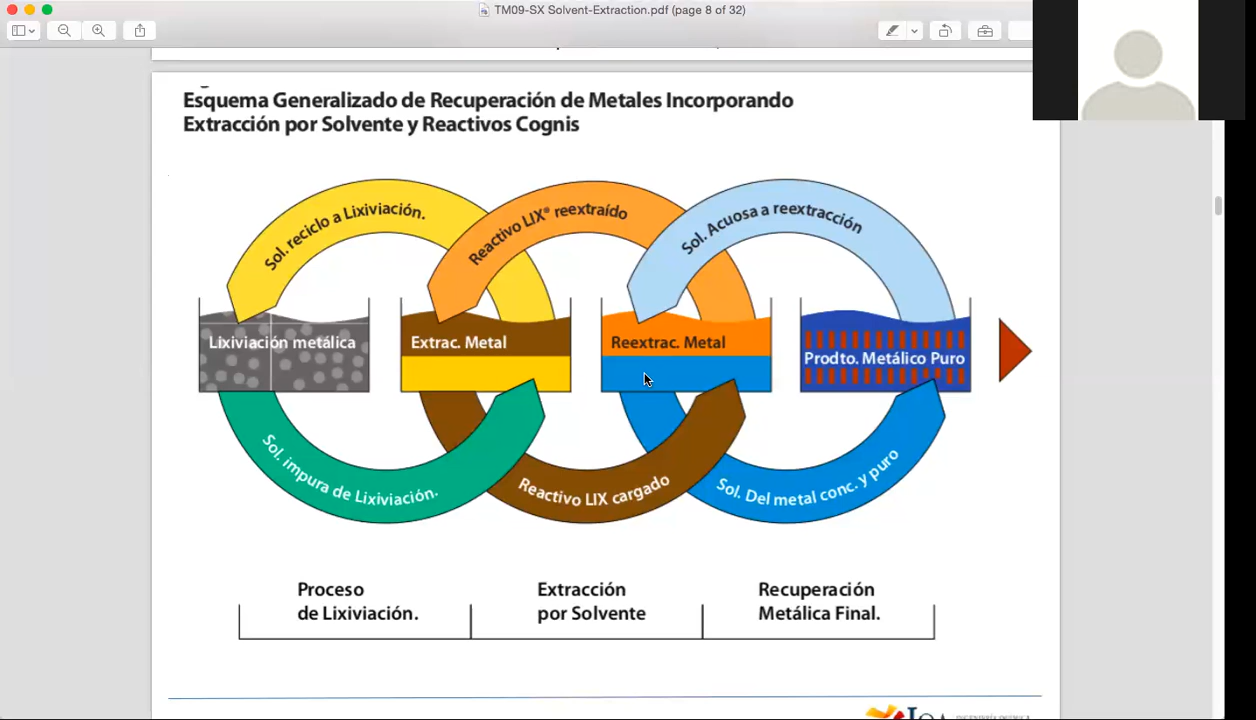 TM09-SX Solvent-Extraction.pdf (page 8 of 32)
Esquema Generalizado de Recuperación de Metales Incorporando
Extracción por Solvente y Reactivos Cognis
Sol. reciclo a Lixiviación.
Reactivo LIX® reextraído
Sol. Acuosa a reextracción
Lixiviación metálica
Extrac. Metal
Reextrac. Metal
Prodto. Metálico Puro
Sol. impura de Lixiviación.
Reactivo LIX cargado
Sol. Del metal conc. y puro
Proceso
de Lixiviación.
Extracción
por Solvente
Recuperación
Metálica Final.